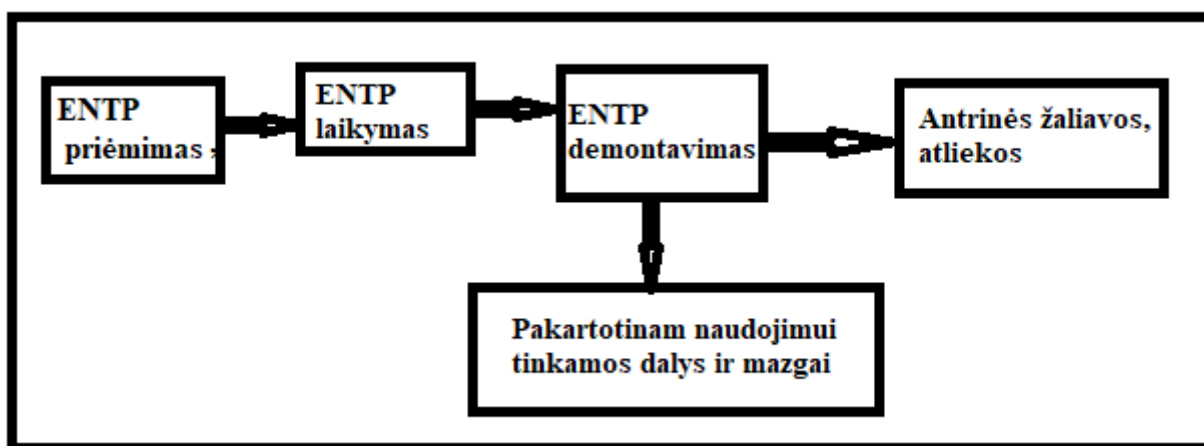 ENTP
priėmimas ,
ENTP
laikymas
ENTP
demontavimas
Antrinės žaliavos,
atliekos
Pakartotinam naudojimui
tinkamos dalys ir mazgai